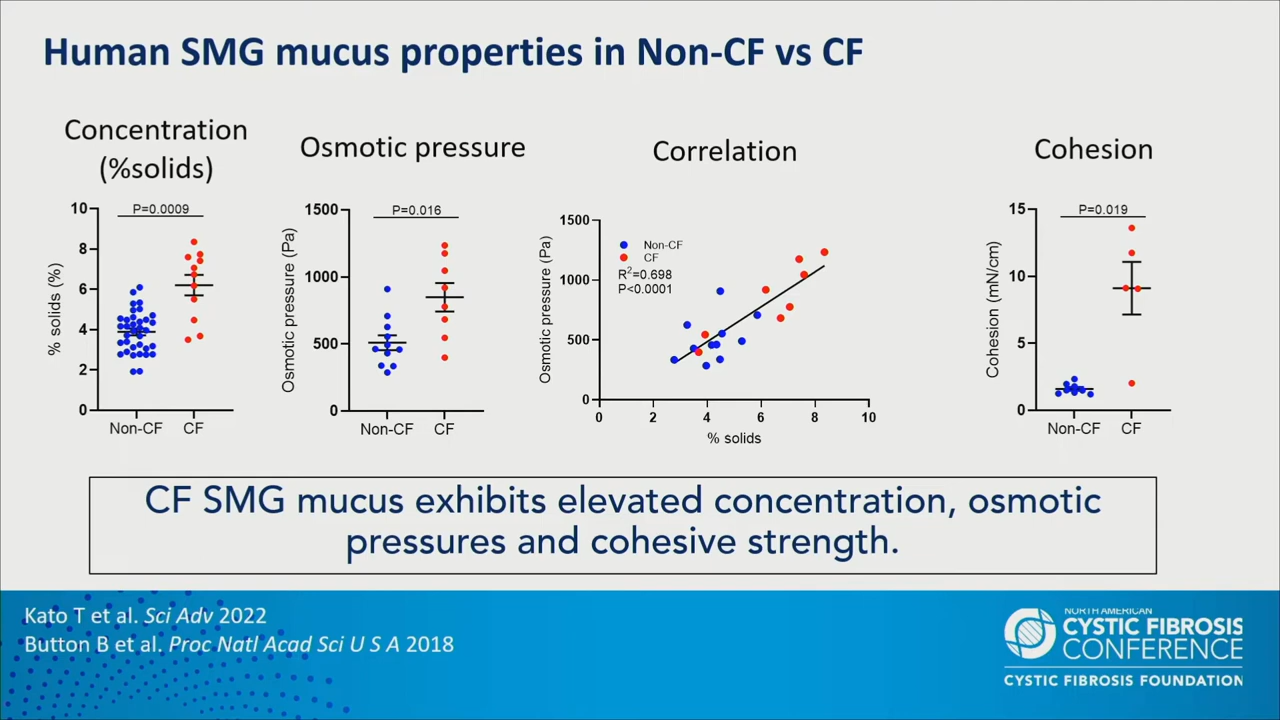 Human SMG mucus properties in Non-CF vs CF
Concentration
(%solids)
10
8
6
4
2
0
% solids (%)
P=0.0009
Non-CF
CF
Osmotic pressure
1500
1000
500
0
Osmotic pressure (Pa)
P=0.016
Non-CF
CF
Correlation
1500
1000
500
0
Osmotic pressure (Pa)
Non-CF
CF
R²=0.698
P<0.0001
0 2 4 6 8 10
% solids
Cohesion
15
10
5
0
Cohesion (mN/cm)
P=0.019
Non-CF
CF
CF SMG mucus exhibits elevated concentration, osmotic
pressures and cohesive strength.
Kato T et al. Sci Adv 2022
Button B et al. Proc Natl Acad Sci U S A 2018
NORTH AMERICAN
CYSTIC FIBROSIS
CONFERENCE
CYSTIC FIBROSIS FOUNDATION